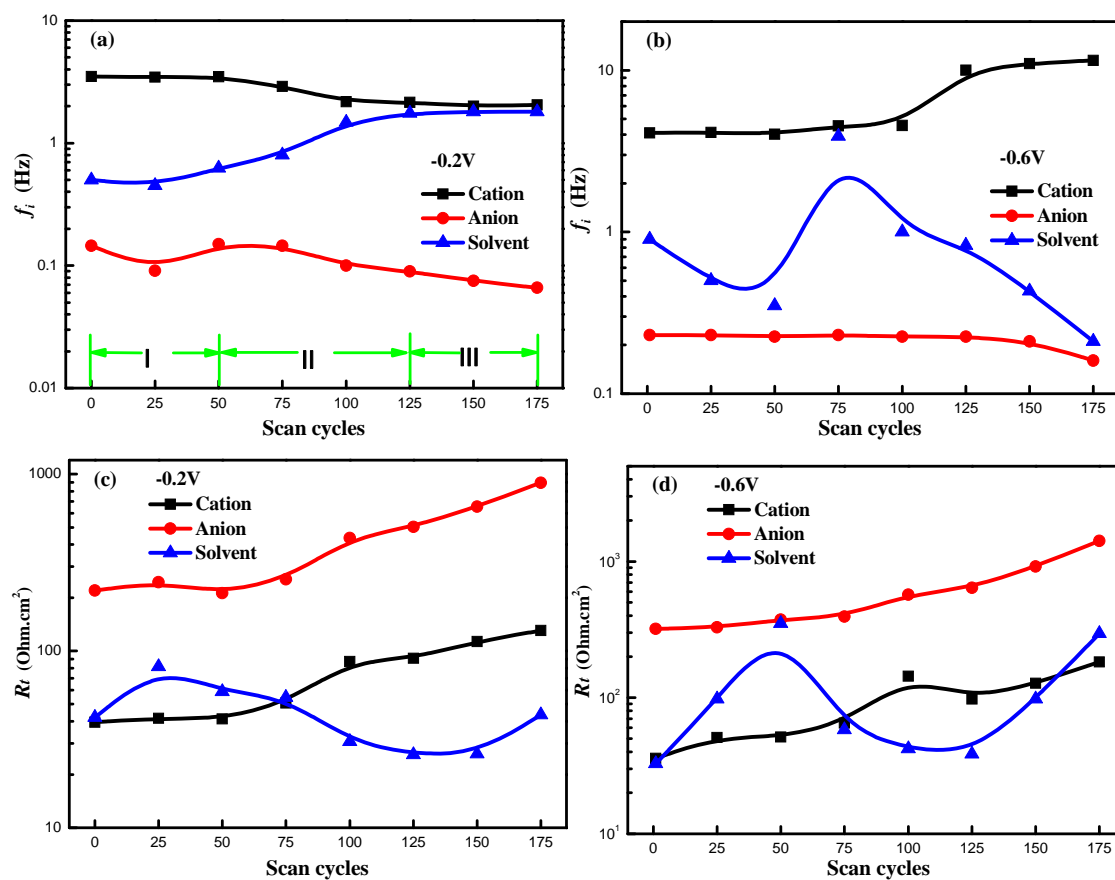 (a)
10
1
0.1
0.01
f_i (Hz)
-0.2V
Cation
Anion
Solvent
I
II
III
0 25 50 75 100 125 150 175
Scan cycles
(b)
10
1
0.1
f_i (Hz)
-0.6V
Cation
Anion
Solvent
0 25 50 75 100 125 150 175
Scan cycles
(c)
1000
100
10
R_t (Ohm.cm²)
-0.2V
Cation
Anion
Solvent
0 25 50 75 100 125 150 175
Scan cycles
(d)
10³
10²
10¹
R_t (Ohm.cm²)
-0.6V
Cation
Anion
Solvent
0 25 50 75 100 125 150 175
Scan cycles